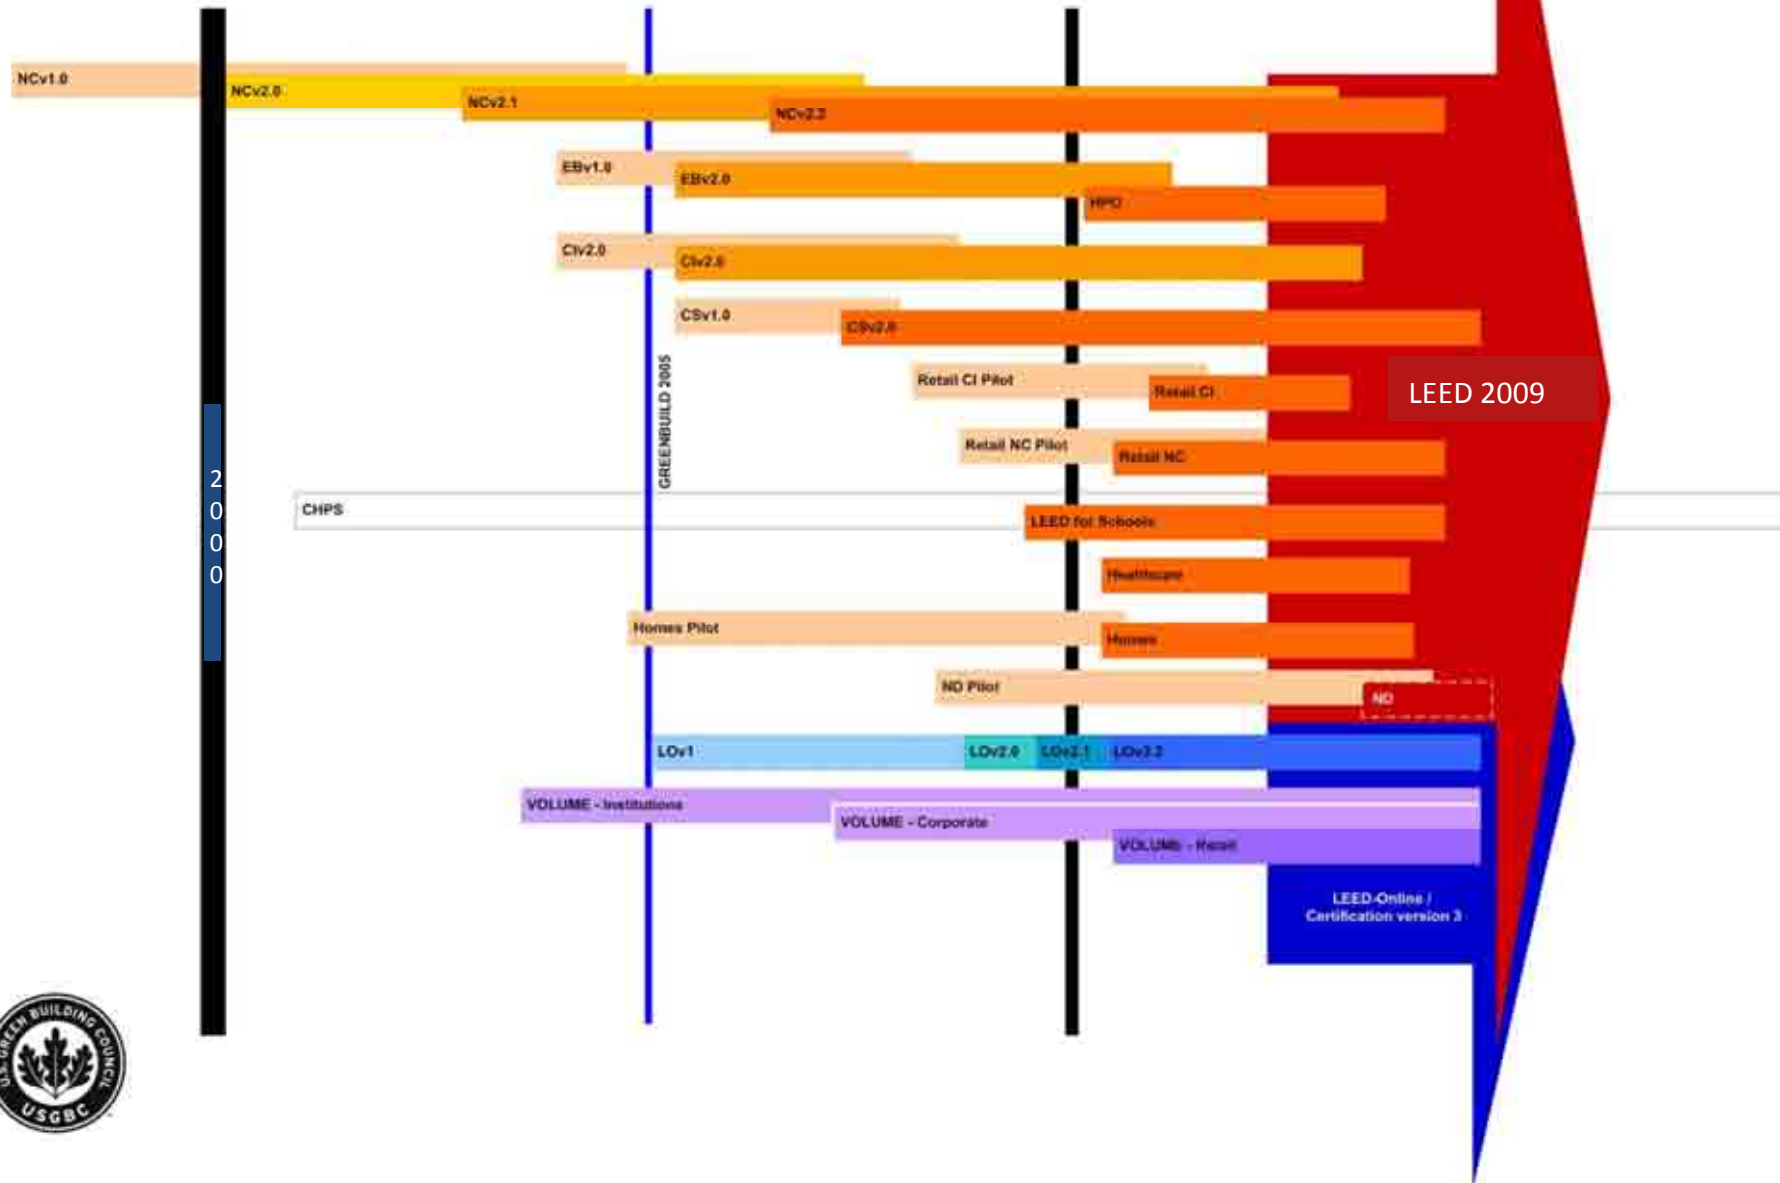 NCv1.0
NCv2.0
NCv2.1
NCv2.2
EBv1.0
EBv2.0
HPO
CIv2.0
CIv2.0
CSv1.0
CSv2.0
GREENBUILD 2005
Retail CI Pilot
Retail CI
LEED 2009
Retail NC Pilot
Retail NC
2
0
0
0
CHPS
LEED for Schools
Healthcare
Homes Pilot
Homes
ND Pilot
ND
LOv1
LOv2.0
LOv2.1
LOv2.2
VOLUME - Institutions
VOLUME - Corporate
VOLUME - Retail
LEED-Online /
Certification version 3
U.S. GREEN BUILDING COUNCIL
USGBC